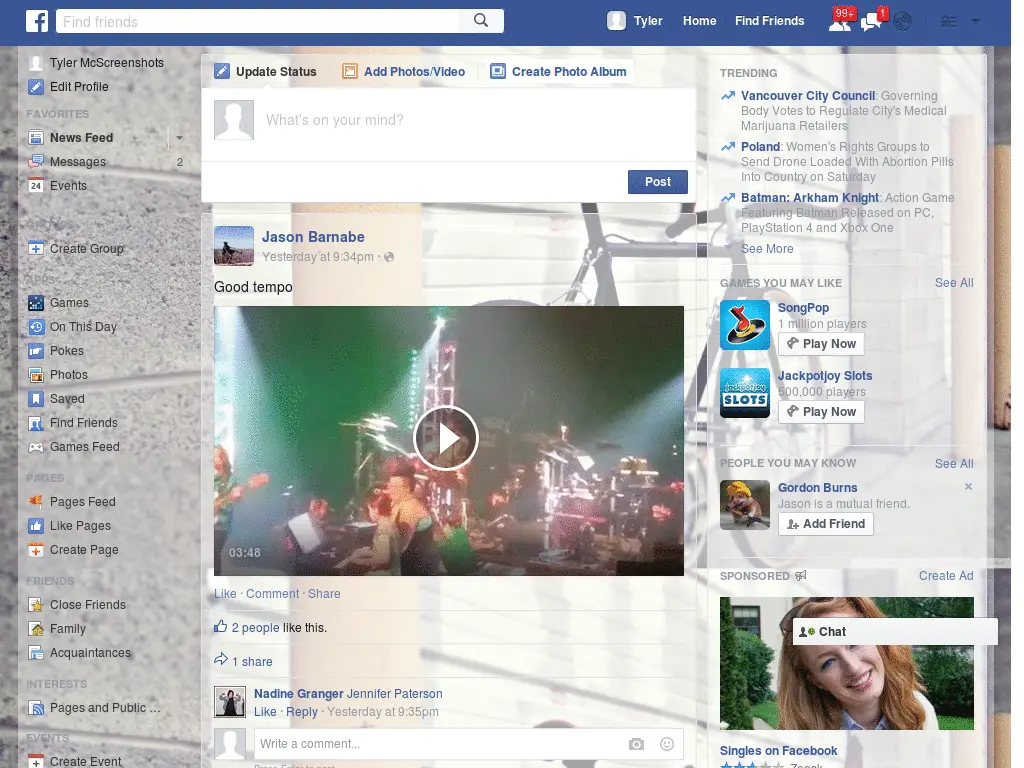 Find friends
Tyler
Home
Find Friends
99+
1
Tyler McScreenshots
Edit Profile
FAVORITES
News Feed
Messages 2
24 Events
Create Group
Games
On This Day
Pokes
Photos
Saved
Find Friends
Games Feed
PAGES
Pages Feed
Like Pages
Create Page
FRIENDS
Close Friends
Family
Acquaintances
INTERESTS
Pages and Public ...
EVENTS
Create Event
Update Status
Add Photos/Video
Create Photo Album
What's on your mind?
Post
Jason Barnabe
Yesterday at 9:34pm ·
Good tempo
03:48
Like · Comment · Share
2 people like this.
1 share
Nadine Granger Jennifer Paterson
Like · Reply · Yesterday at 9:35pm
Write a comment...
TRENDING
Vancouver City Council: Governing
Body Votes to Regulate City's Medical
Marijuana Retailers
Poland: Women's Rights Groups to
Send Drone Loaded With Abortion Pills
Into Country on Saturday
Batman: Arkham Knight: Action Game
Featuring Batman Released on PC,
PlayStation 4 and Xbox One
See More
GAMES YOU MAY LIKE See All
SongPop
1 million players
Play Now
jackpotjoy
SLOTS
Jackpotjoy Slots
500,000 players
Play Now
PEOPLE YOU MAY KNOW See All
Gordon Burns
Jason is a mutual friend.
Add Friend
SPONSORED Create Ad
Chat
Singles on Facebook